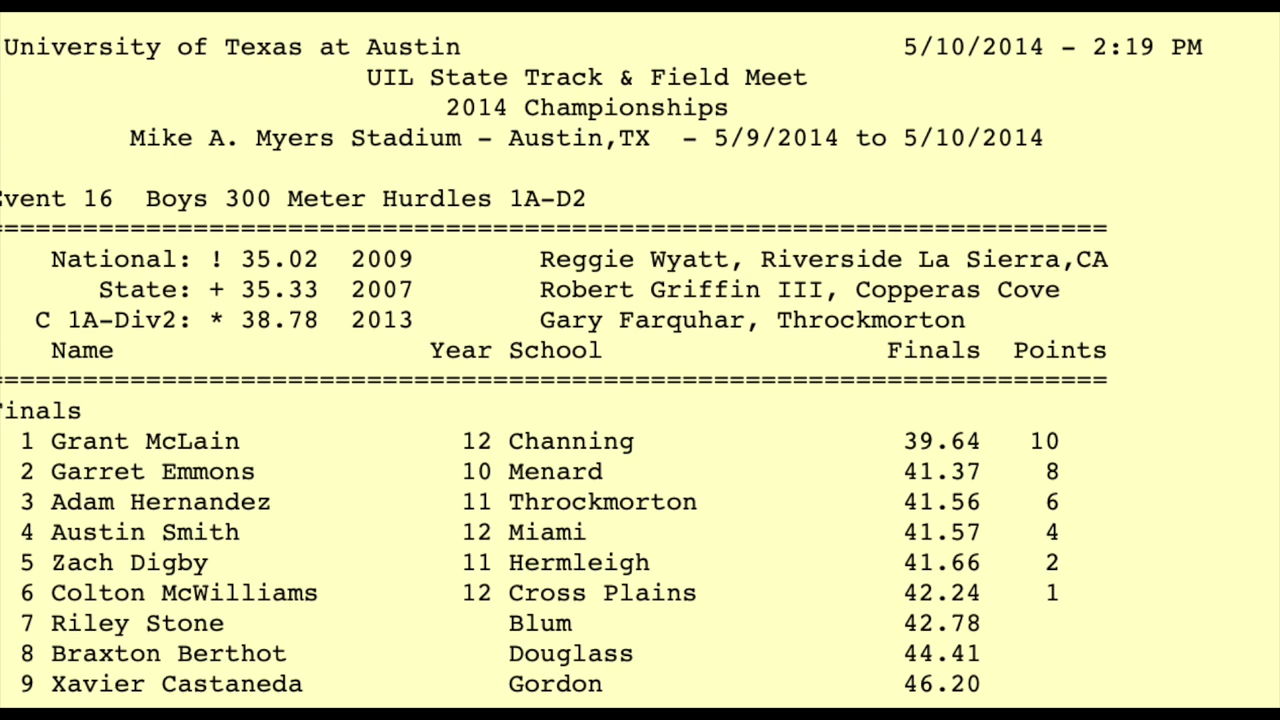 University of Texas at Austin 5/10/2014 - 2:19 PM
UIL State Track & Field Meet
2014 Championships
Mike A. Myers Stadium - Austin,TX - 5/9/2014 to 5/10/2014
Event 16 Boys 300 Meter Hurdles 1A-D2
=======================================================================
National: ! 35.02 2009 Reggie Wyatt, Riverside La Sierra,CA
State: + 35.33 2007 Robert Griffin III, Copperas Cove
C 1A-Div2: * 38.78 2013 Gary Farquhar, Throckmorton
Name Year School Finals Points
=======================================================================
Finals
1 Grant McLain 12 Channing 39.64 10
2 Garret Emmons 10 Menard 41.37 8
3 Adam Hernandez 11 Throckmorton 41.56 6
4 Austin Smith 12 Miami 41.57 4
5 Zach Digby 11 Hermleigh 41.66 2
6 Colton McWilliams 12 Cross Plains 42.24 1
7 Riley Stone Blum 42.78
8 Braxton Berthot Douglass 44.41
9 Xavier Castaneda Gordon 46.20